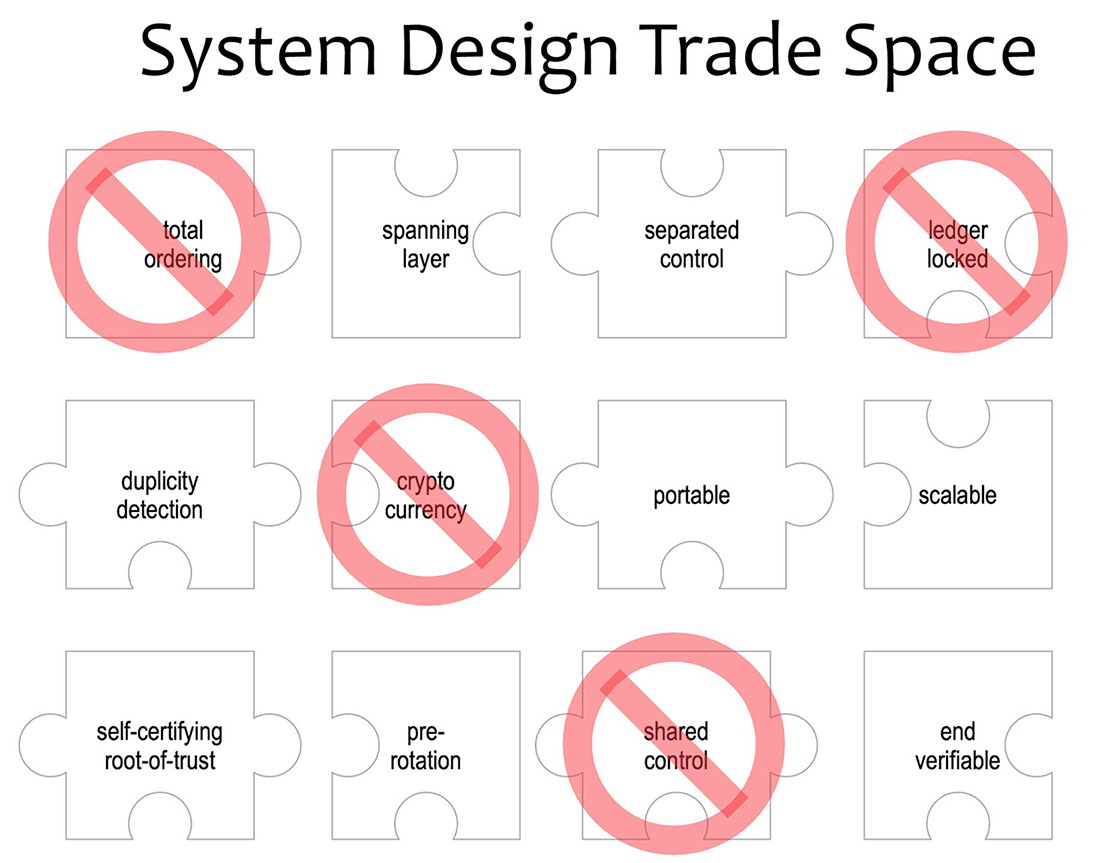 System Design Trade Space
total
ordering
spanning
layer
separated
control
ledger
locked
duplicity
detection
crypto
currency
portable
scalable
self-certifying
root-of-trust
pre-
rotation
shared
control
end
verifiable